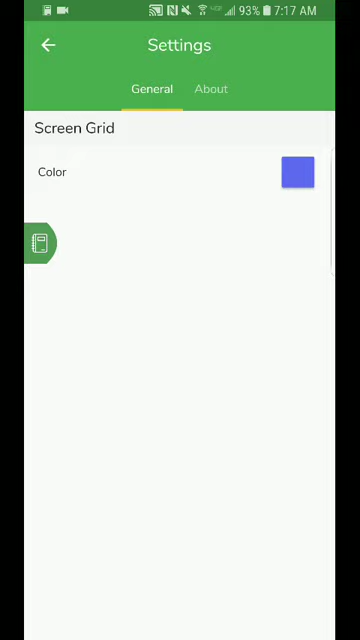 93% 7:17 AM
Settings
General About
Screen Grid
Color